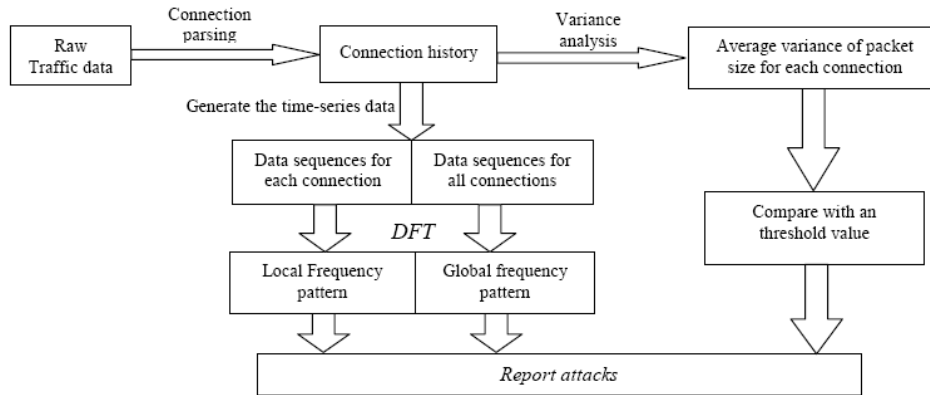 Connection
parsing
Variance
analysis
Raw
Traffic data
Connection history
Average variance of packet
size for each connection
Generate the time-series data
Data sequences for
each connection
Data sequences for
all connections
Compare with an
threshold value
DFT
Local Frequency
pattern
Global frequency
pattern
Report attacks